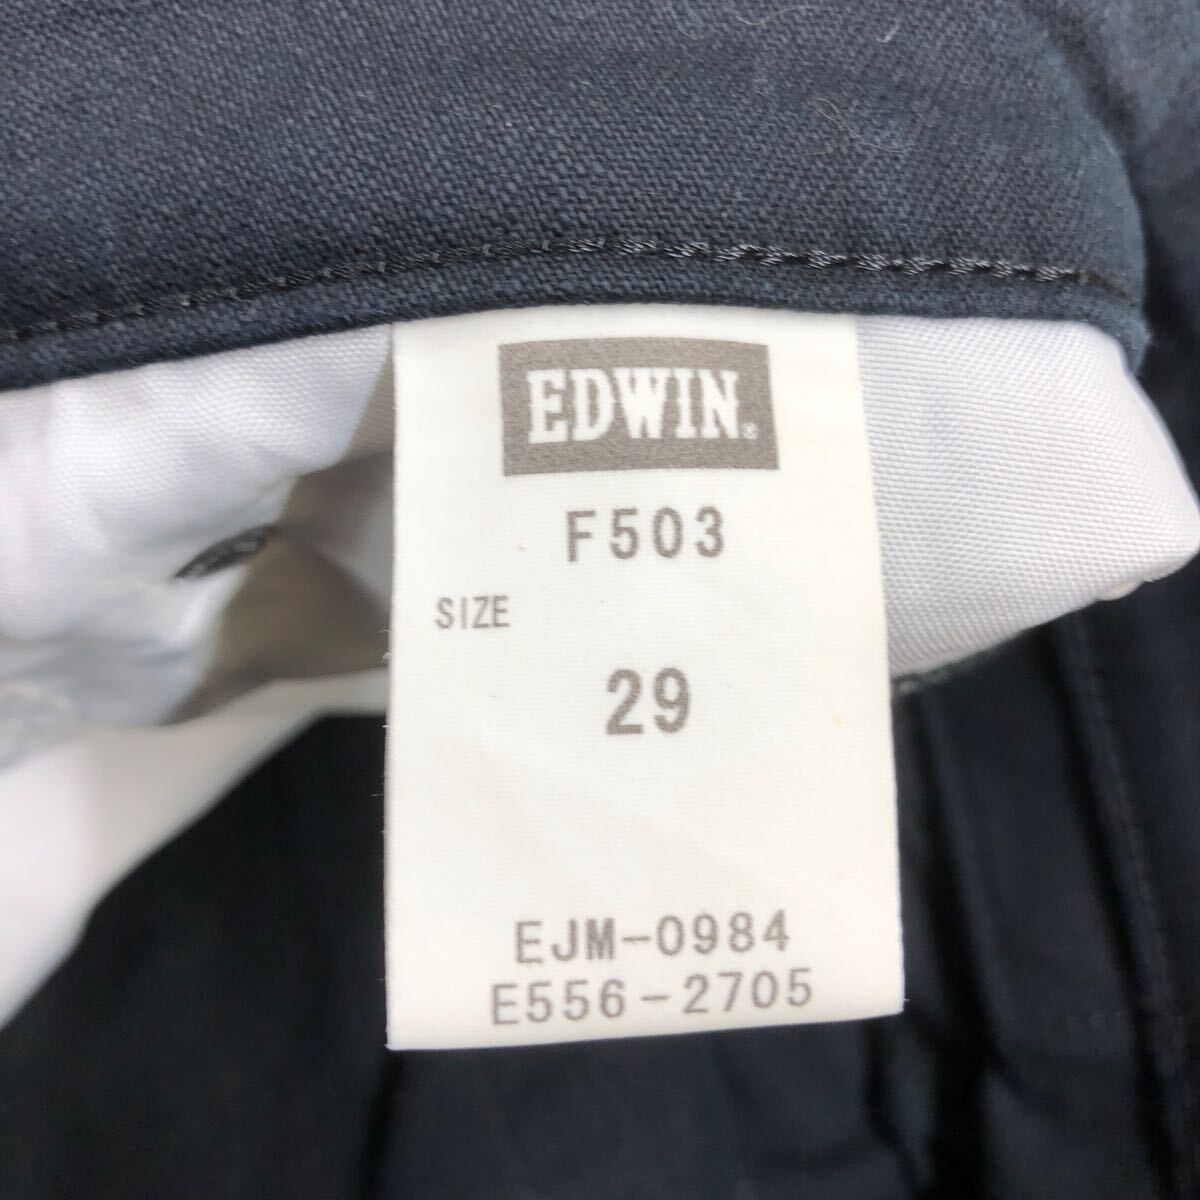 EDWIN®
F503
SIZE
29
EJM-0984
E556-2705